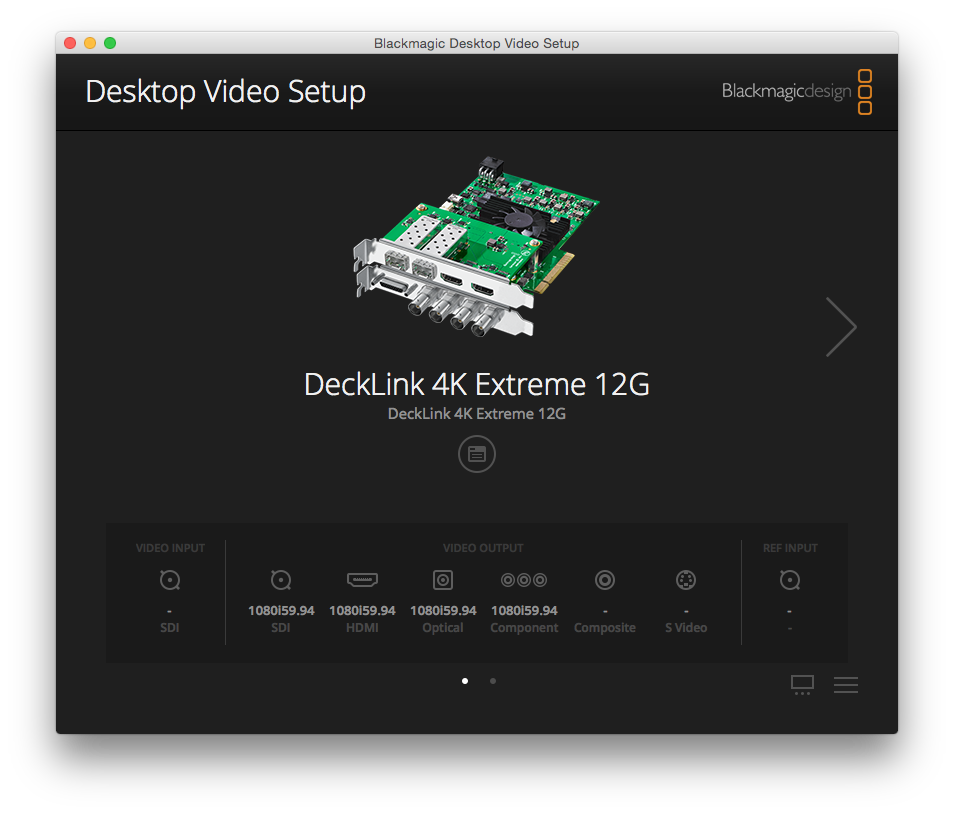 Blackmagic Desktop Video Setup
Desktop Video Setup
Blackmagicdesign
DeckLink 4K Extreme 12G
DeckLink 4K Extreme 12G
VIDEO INPUT
VIDEO OUTPUT
REF INPUT
- 1080i59.94 1080i59.94 1080i59.94 1080i59.94 - - -
SDI SDI HDMI Optical Component Composite S Video -